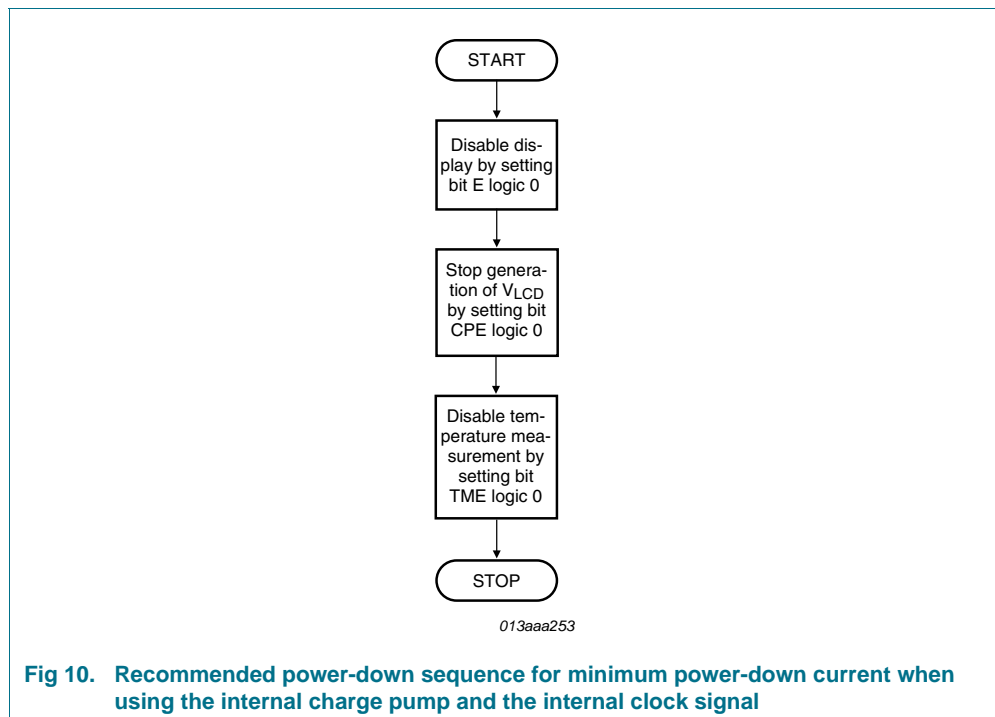 START
Disable dis-
play by setting
bit E logic 0
Stop genera-
tion of VLCD
by setting bit
CPE logic 0
Disable tem-
perature mea-
surement by
setting bit
TME logic 0
STOP
013aaa253
Fig 10. Recommended power-down sequence for minimum power-down current when
using the internal charge pump and the internal clock signal